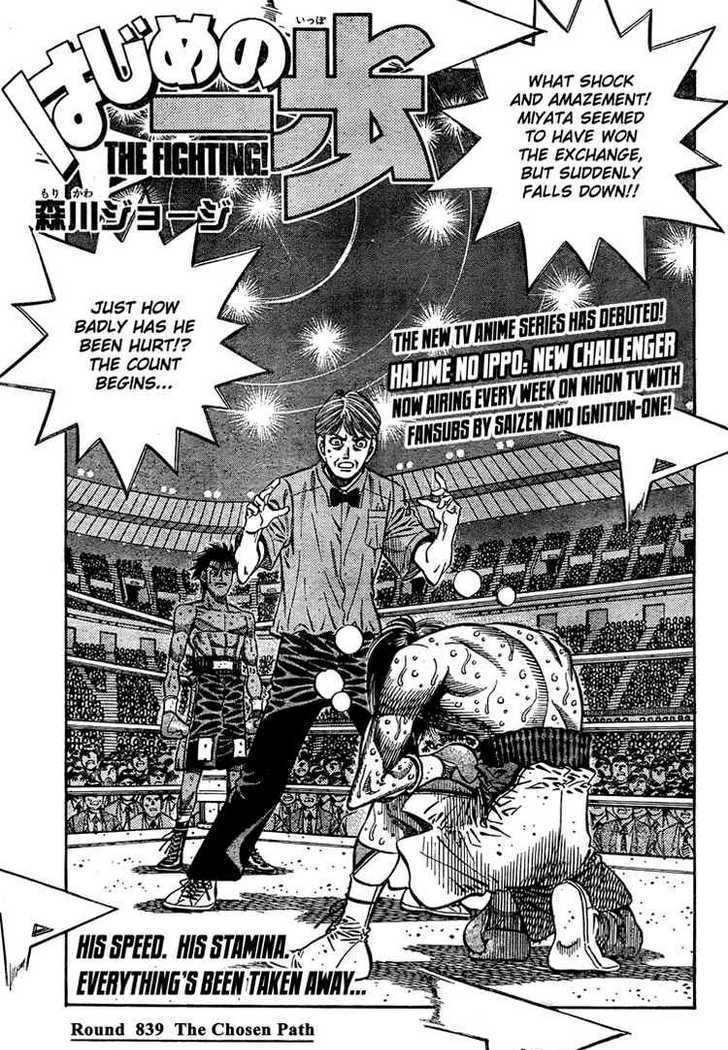 はじめの一歩
いっぽ
THE FIGHTING!
もり かわ
森川ジョージ
WHAT SHOCK
AND AMAZEMENT!
MIYATA SEEMED
TO HAVE WON
THE EXCHANGE,
BUT SUDDENLY
FALLS DOWN!!
JUST HOW
BADLY HAS HE
BEEN HURT!?
THE COUNT
BEGINS...
THE NEW TV ANIME SERIES HAS DEBUTED!
HAJIME NO IPPO: NEW CHALLENGER
NOW AIRING EVERY WEEK ON NIHON TV WITH
FANSUBS BY SAIZEN AND IGNITION-ONE!
HIS SPEED. HIS STAMINA.
EVERYTHING'S BEEN TAKEN AWAY...
Round 839 The Chosen Path